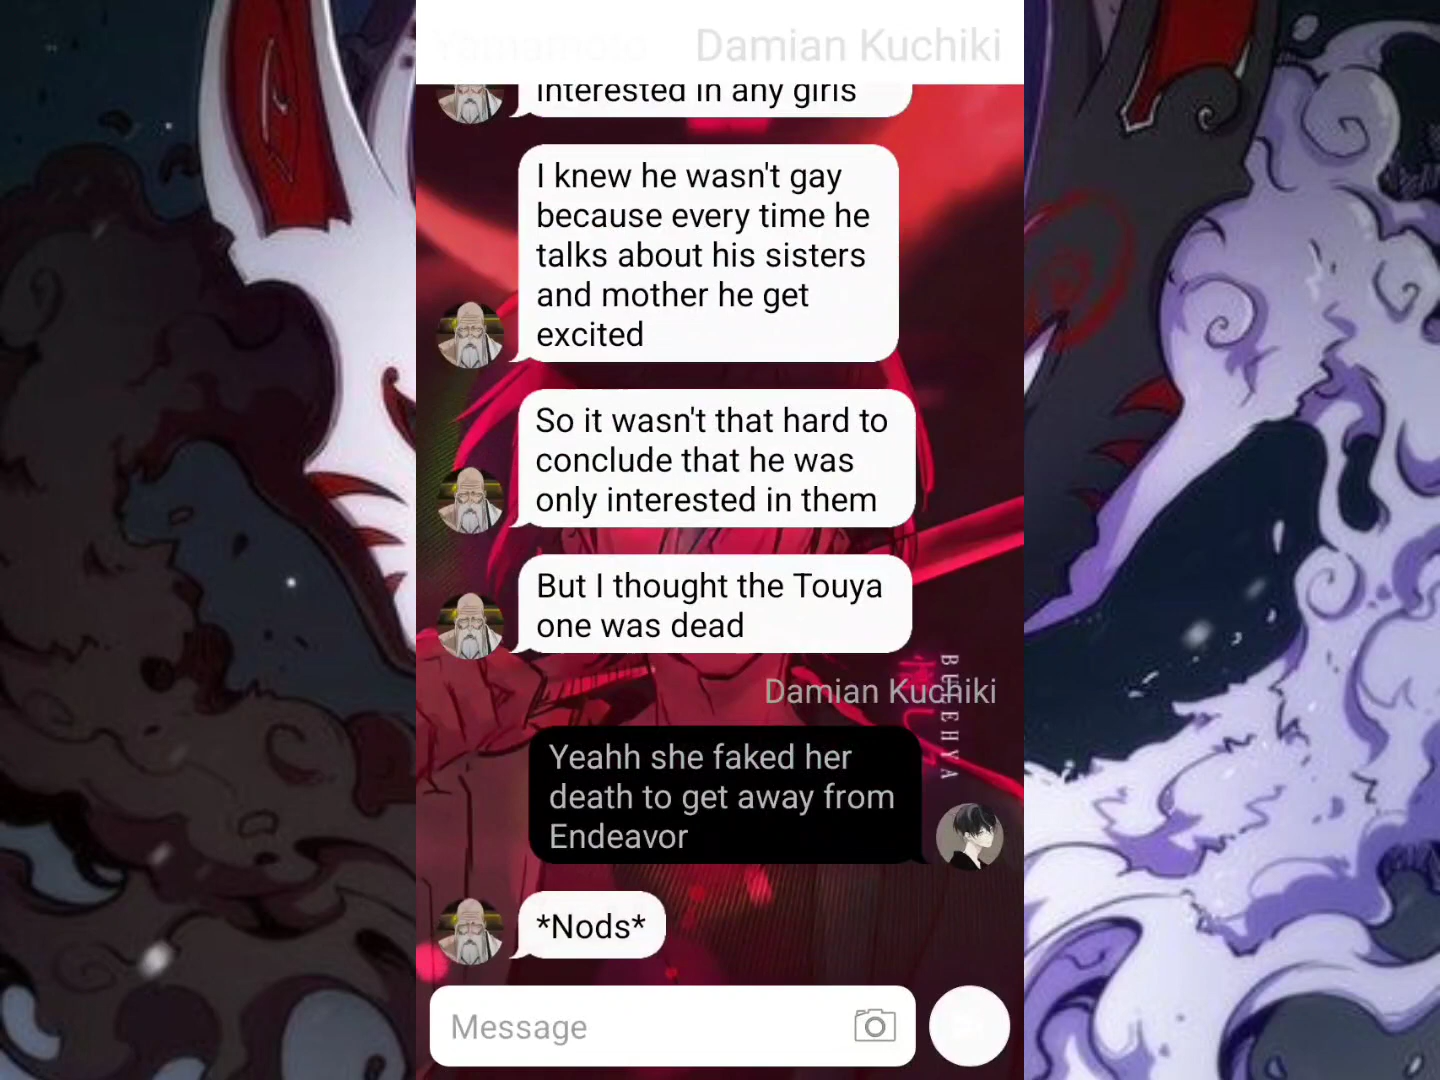 Yamamoto Damian Kuchiki
interested in any girls
I knew he wasn't gay
because every time he
talks about his sisters
and mother he get
excited
So it wasn't that hard to
conclude that he was
only interested in them
But I thought the Touya
one was dead
Damian Kuchiki
Yeahh she faked her
death to get away from
Endeavor
*Nods*
Message